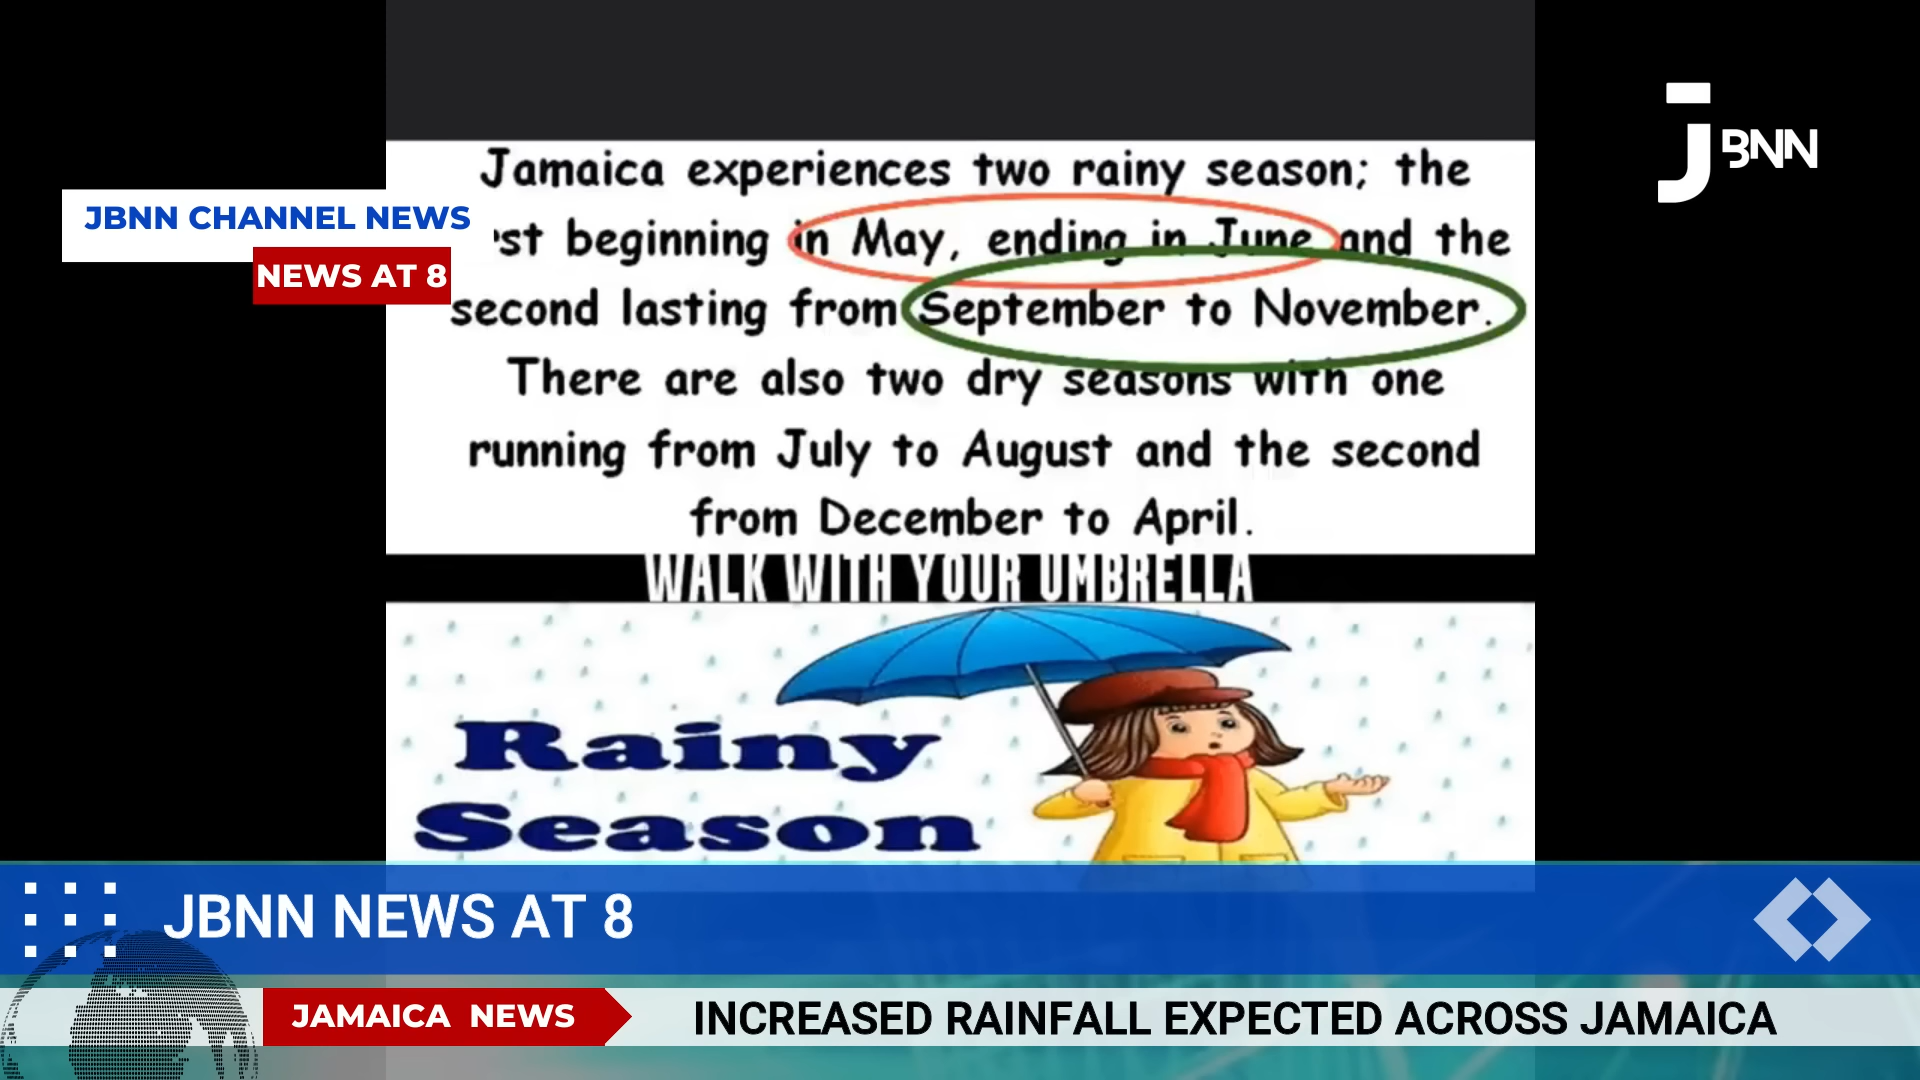 Jamaica experiences two rainy season; the
JBNN CHANNEL NEWS
st beginning in May, ending in June and the
NEWS AT 8
second lasting from September to November.
There are also two dry seasons with one
running from July to August and the second
from December to April.
WALK WITH YOUR UMBRELLA
Rainy
Season
JBNN
JBNN NEWS AT 8
JAMAICA NEWS
INCREASED RAINFALL EXPECTED ACROSS JAMAICA